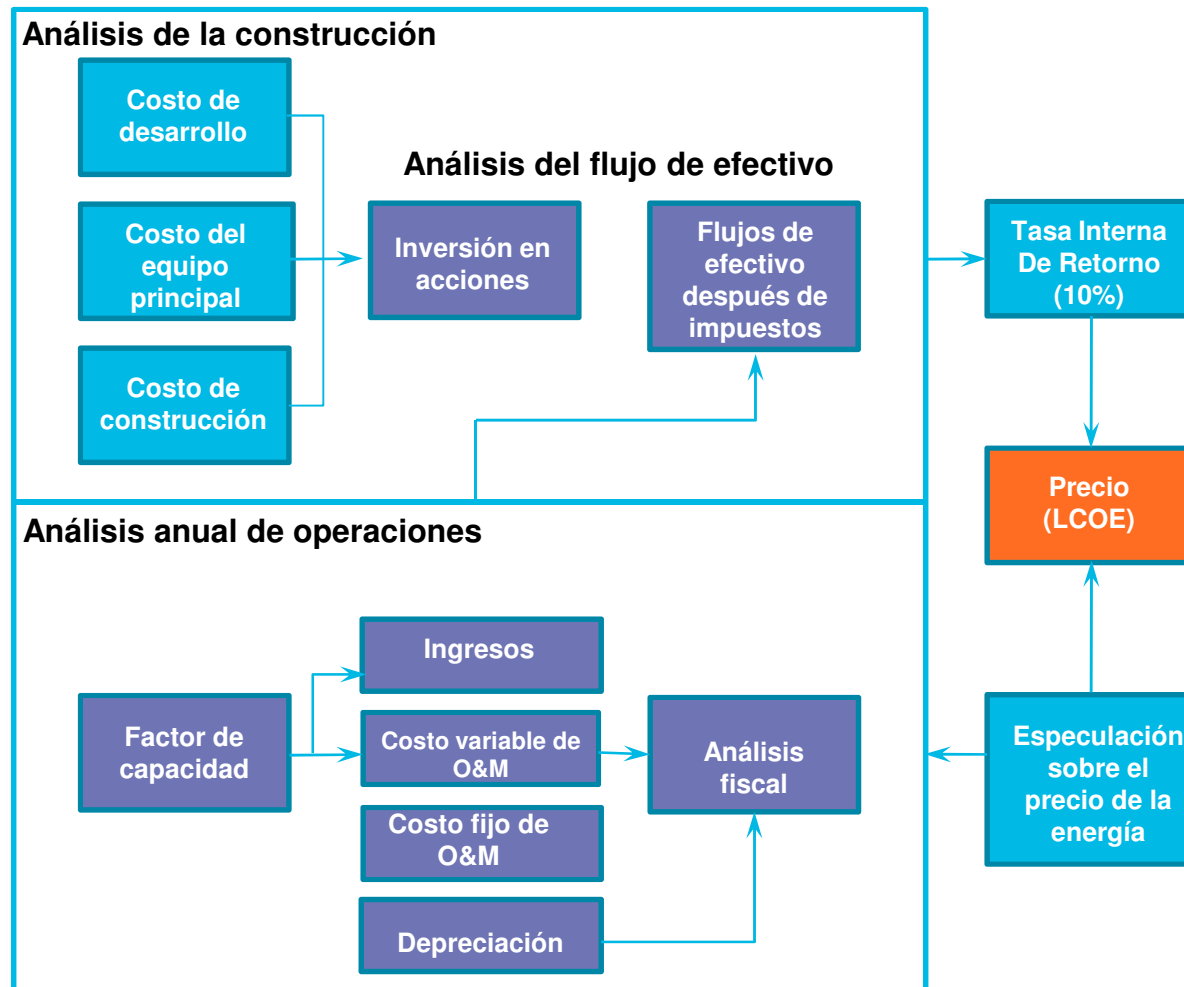 Análisis de la construcción
Costo de
desarrollo
Costo del
equipo
principal
Costo de
construcción
Análisis del flujo de efectivo
Inversión en
acciones
Flujos de
efectivo
después de
impuestos
Tasa Interna
De Retorno
(10%)
Precio
(LCOE)
Análisis anual de operaciones
Factor de
capacidad
Ingresos
Costo variable de
O&M
Costo fijo de
O&M
Depreciación
Análisis
fiscal
Especulación
sobre el
precio de la
energía